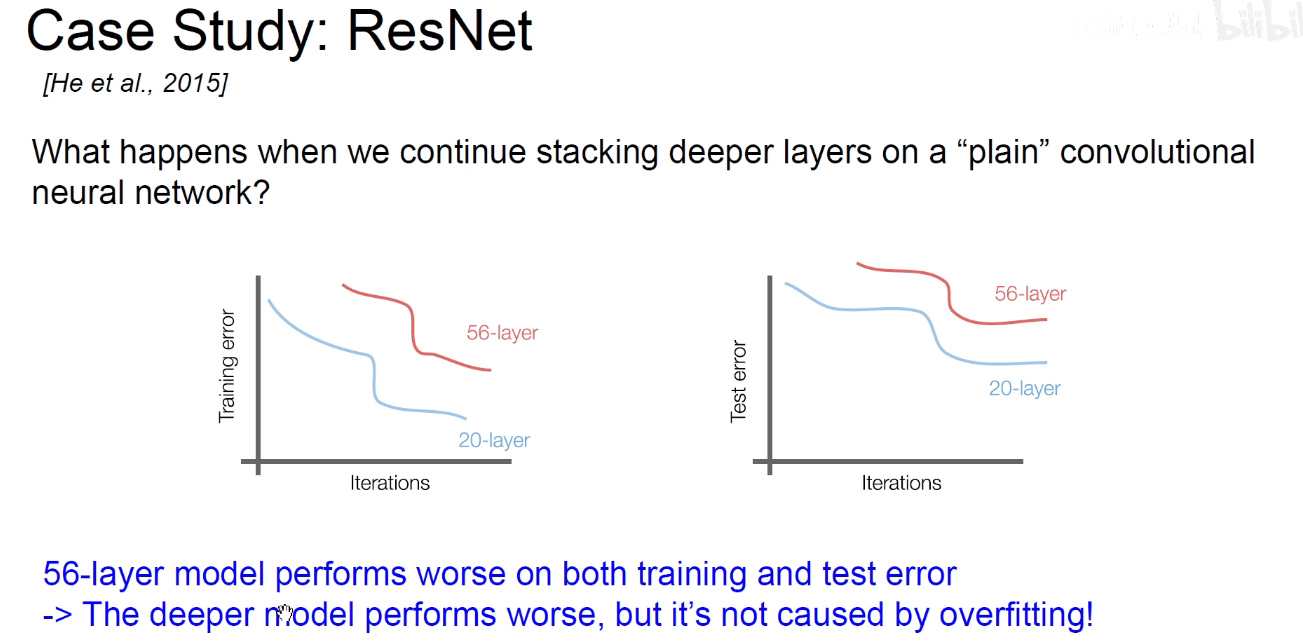 Case Study: ResNet
[He et al., 2015]
What happens when we continue stacking deeper layers on a “plain” convolutional
neural network?
Training error
56-layer
20-layer
Iterations
Test error
56-layer
20-layer
Iterations
56-layer model performs worse on both training and test error
-> The deeper model performs worse, but it’s not caused by overfitting!